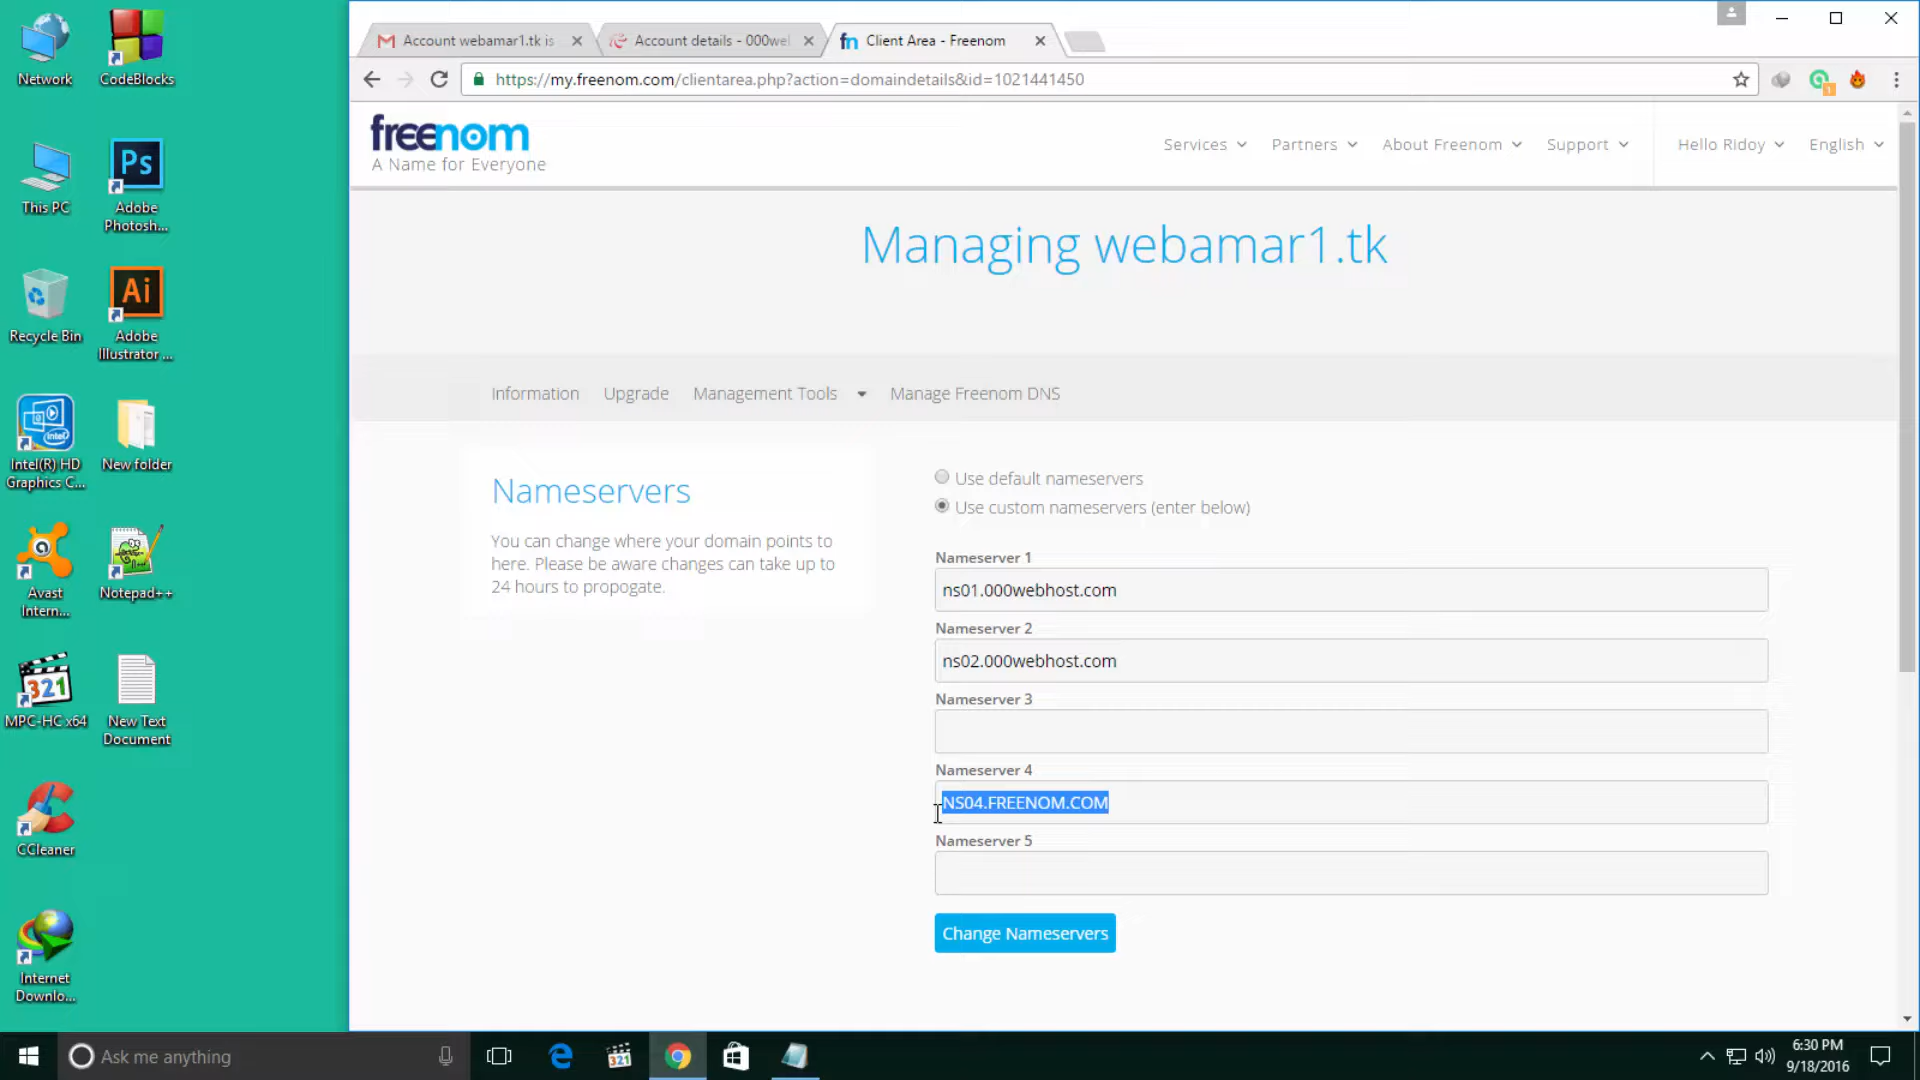 Network
CodeBlocks
This PC
Adobe
Photosh...
Recycle Bin
Adobe
Illustrator ...
Intel(R) HD
Graphics C...
New folder
Avast
Intern...
Notepad++
MPC-HC x64
New Text
Document
CCleaner
Internet
Downlo...
Account webamar1.tk is
Account details - 000wel
Client Area - Freenom
https://my.freenom.com/clientarea.php?action=domaindetails&id=1021441450
freenom
A Name for Everyone
Services
Partners
About Freenom
Support
Hello Ridoy
English
Managing webamar1.tk
Information
Upgrade
Management Tools
Manage Freenom DNS
Nameservers
You can change where your domain points to
here. Please be aware changes can take up to
24 hours to propogate.
Use default nameservers
Use custom nameservers (enter below)
Nameserver 1
ns01.000webhost.com
Nameserver 2
ns02.000webhost.com
Nameserver 3
Nameserver 4
NS04.FREENOM.COM
Nameserver 5
Change Nameservers
Ask me anything
6:30 PM
9/18/2016